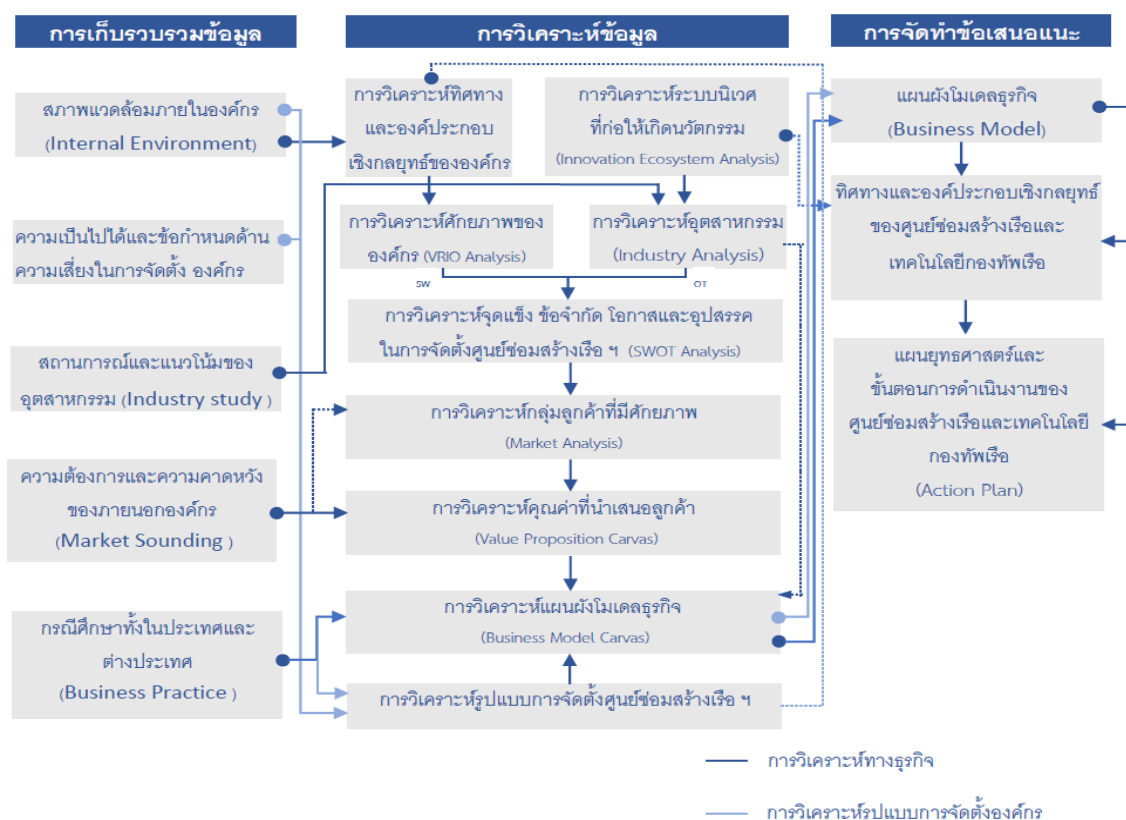 การเก็บรวบรวมข้อมูล
สภาพแวดล้อมภายในองค์กร
(Internal Environment)
ความเป็นไปได้และข้อกำหนดด้าน
ความเสี่ยงในการจัดตั้ง องค์กร
สถานการณ์และแนวโน้มของ
อุตสาหกรรม (Industry study )
ความต้องการและความคาดหวัง
ของภายนอกองค์กร
(Market Sounding )
กรณีศึกษาทั้งในประเทศและ
ต่างประเทศ
(Business Practice )
การวิเคราะห์ข้อมูล
การวิเคราะห์ทิศทาง
และองค์ประกอบ
เชิงกลยุทธ์ขององค์กร
การวิเคราะห์ระบบนิเวศ
ที่ก่อให้เกิดนวัตกรรม
(Innovation Ecosystem Analysis)
การวิเคราะห์ศักยภาพของ
องค์กร (VRIO Analysis)
การวิเคราะห์อุตสาหกรรม
(Industry Analysis)
SW
OT
การวิเคราะห์จุดแข็ง ข้อจำกัด โอกาสและอุปสรรค
ในการจัดตั้งศูนย์ซ่อมสร้างเรือ ฯ (SWOT Analysis)
การวิเคราะห์กลุ่มลูกค้าที่มีศักยภาพ
(Market Analysis)
การวิเคราะห์คุณค่าที่นำเสนอลูกค้า
(Value Proposition Carvas)
การวิเคราะห์แผนผังโมเดลธุรกิจ
(Business Model Carvas)
การวิเคราะห์รูปแบบการจัดตั้งศูนย์ซ่อมสร้างเรือ ฯ
การจัดทำข้อเสนอแนะ
แผนผังโมเดลธุรกิจ
(Business Model)
ทิศทางและองค์ประกอบเชิงกลยุทธ์
ของศูนย์ซ่อมสร้างเรือและ
เทคโนโลยีกองทัพเรือ
แผนยุทธศาสตร์และ
ขั้นตอนการดำเนินงานของ
ศูนย์ซ่อมสร้างเรือและเทคโนโลยี
กองทัพเรือ
(Action Plan)
การวิเคราะห์ทางธุรกิจ
การวิเคราะห์รูปแบบการจัดตั้งองค์กร